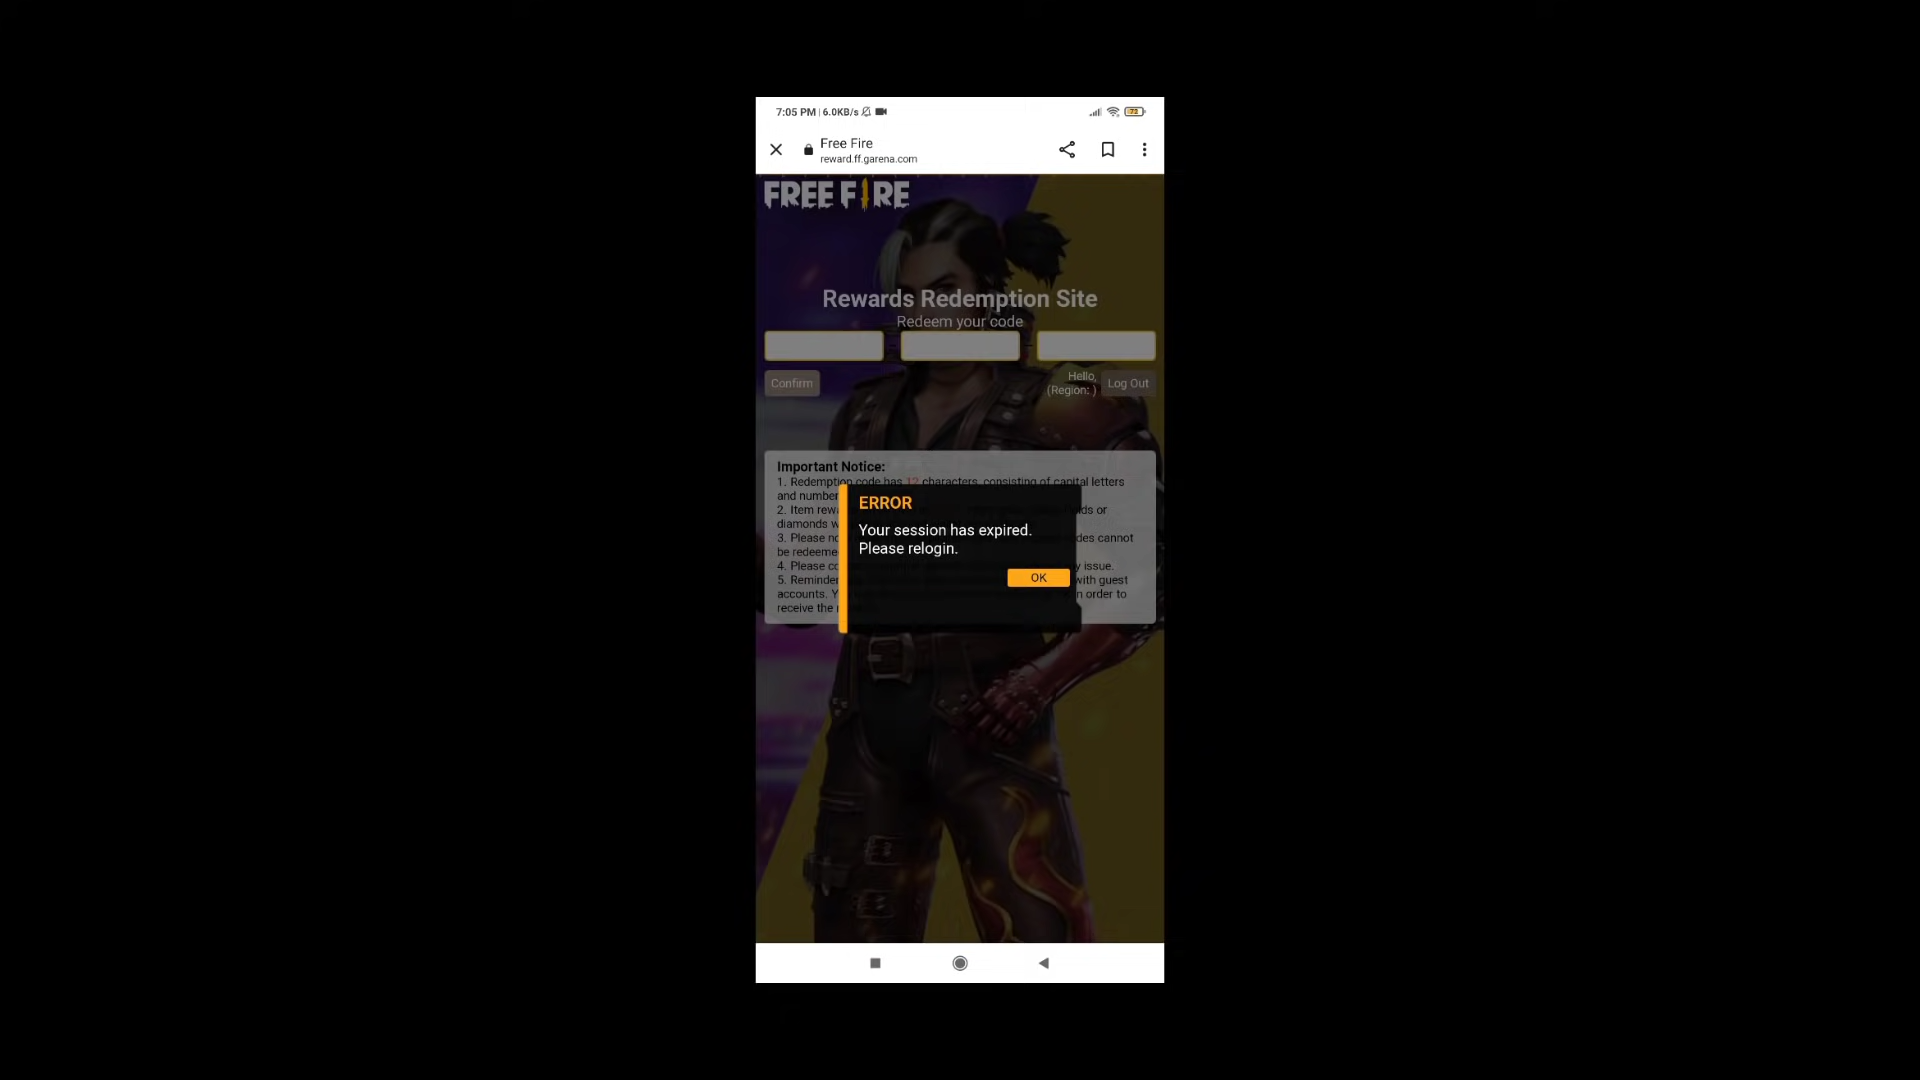 7:05 PM | 6.0KB/s
72
Free Fire
reward.ff.garena.com
FREE FIRE
Rewards Redemption Site
Redeem your code
Confirm
Hello,
(Region: )
Log Out
Important Notice:
1. Redemption code has 12 characters, consisting of capital letters
and number
2. Item rew olds or
diamonds w
3. Please no des cannot
be redeeme
4. Please co y issue.
5. Reminder with guest
accounts. Y n order to
receive the r
ERROR
Your session has expired.
Please relogin.
OK